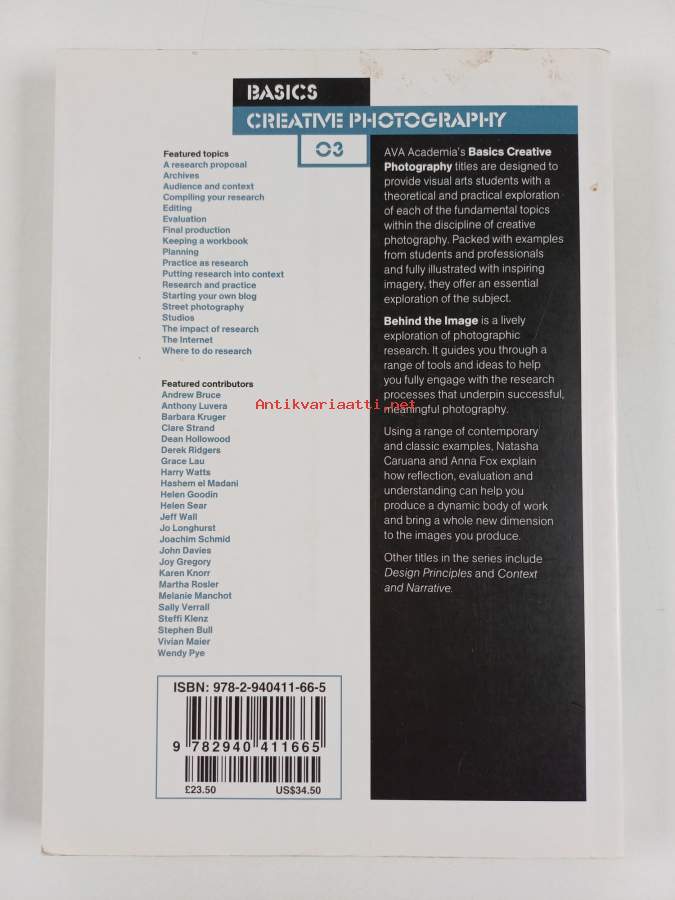 BASICS
CREATIVE PHOTOGRAPHY
03
Featured topics
A research proposal
Archives
Audience and context
Compiling your research
Editing
Evaluation
Final production
Keeping a workbook
Planning
Practice as research
Putting research into context
Research and practice
Starting your own blog
Street photography
Studios
The impact of research
The Internet
Where to do research
Featured contributors
Andrew Bruce
Anthony Luvera
Barbara Kruger
Clare Strand
Dean Hollowood
Derek Ridgers
Grace Lau
Harry Watts
Hashem el Madani
Helen Goodin
Helen Sear
Jeff Wall
Jo Longhurst
Joachim Schmid
John Davies
Joy Gregory
Karen Knorr
Martha Rosler
Melanie Manchot
Sally Verrall
Steffi Klenz
Stephen Bull
Vivian Maier
Wendy Pye
ISBN: 978-2-940411-66-5
9 782940 411665
£23.50 US$34.50
AVA Academia's Basics Creative
Photography titles are designed to
provide visual arts students with a
theoretical and practical exploration
of each of the fundamental topics
within the discipline of creative
photography. Packed with examples
from students and professionals
and fully illustrated with inspiring
imagery, they offer an essential
exploration of the subject.
Behind the Image is a lively
exploration of photographic
research. It guides you through a
range of tools and ideas to help
you fully engage with the research
processes that underpin successful,
meaningful photography.
Using a range of contemporary
and classic examples, Natasha
Caruana and Anna Fox explain
how reflection, evaluation and
understanding can help you
produce a dynamic body of work
and bring a whole new dimension
to the images you produce.
Other titles in the series include
Design Principles and Context
and Narrative.
Antikvariaatti.net